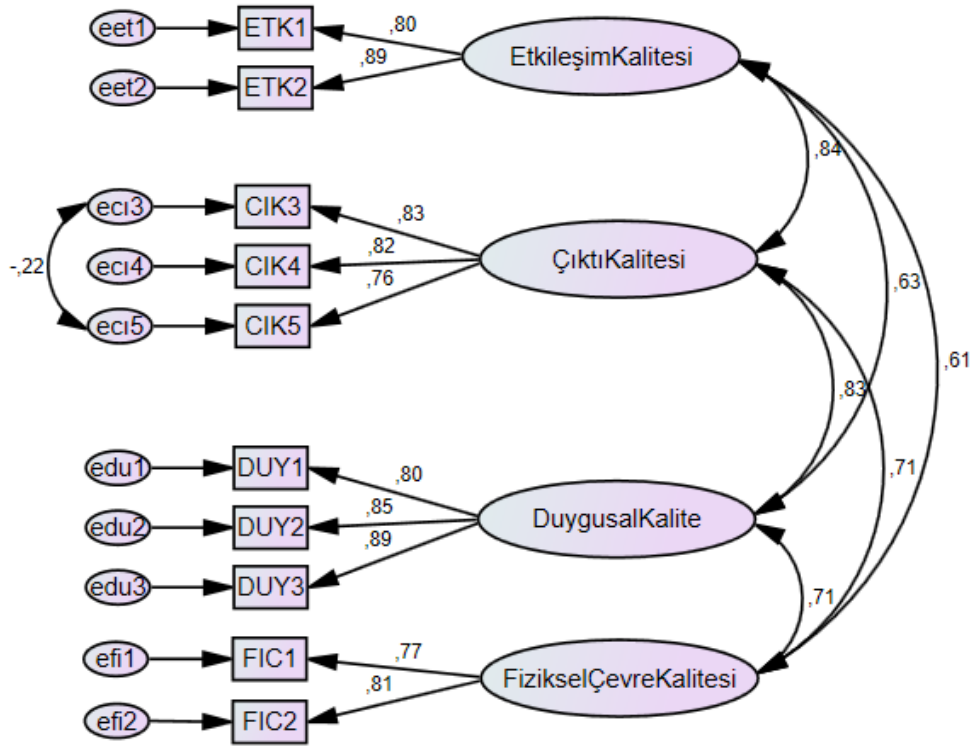 eet1
ETK1
,80
EtkileşimKalitesi
eet2
ETK2
,89
,84
ecı3
CIK3
,83
-,22
ecı4
CIK4
,82
ÇıktıKalitesi
ecı5
CIK5
,76
,63
,61
,83
,71
edu1
DUY1
,80
edu2
DUY2
,85
DuygusalKalite
edu3
DUY3
,89
,71
efi1
FIC1
,77
FizikselÇevreKalitesi
efi2
FIC2
,81